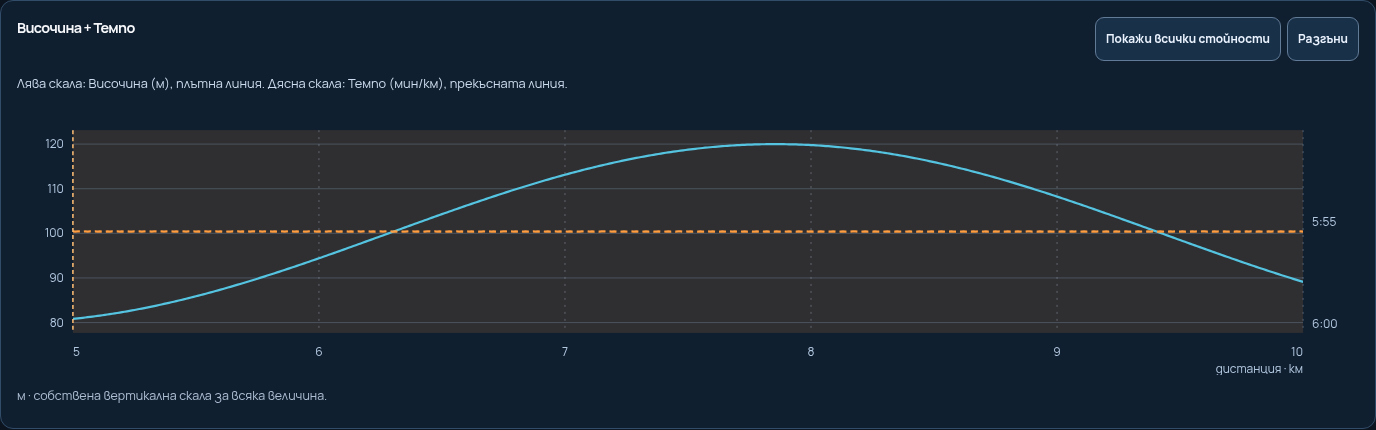 Височина + Темпо
Покажи всички стойности
Разгъни
Лява скала: Височина (м), плътна линия. Дясна скала: Темпо (мин/км), прекъсната линия.
120
110
100
90
80
5:55
6:00
5 6 7 8 9 10
дистанция · км
м · собствена вертикална скала за всяка величина.